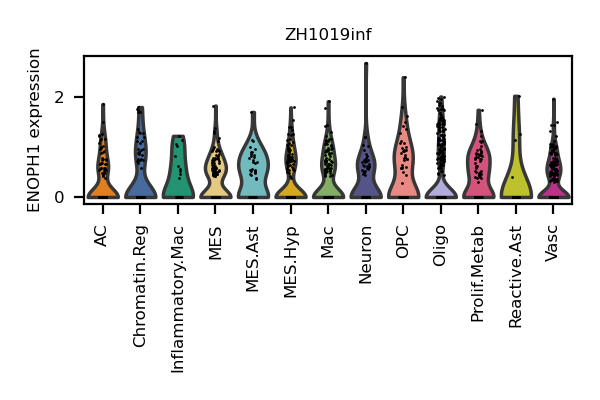 ZH1019inf
ENOPH1 expression
2
0
AC
Chromatin.Reg
Inflammatory.Mac
MES
MES.Ast
MES.Hyp
Mac
Neuron
OPC
Oligo
Prolif.Metab
Reactive.Ast
Vasc